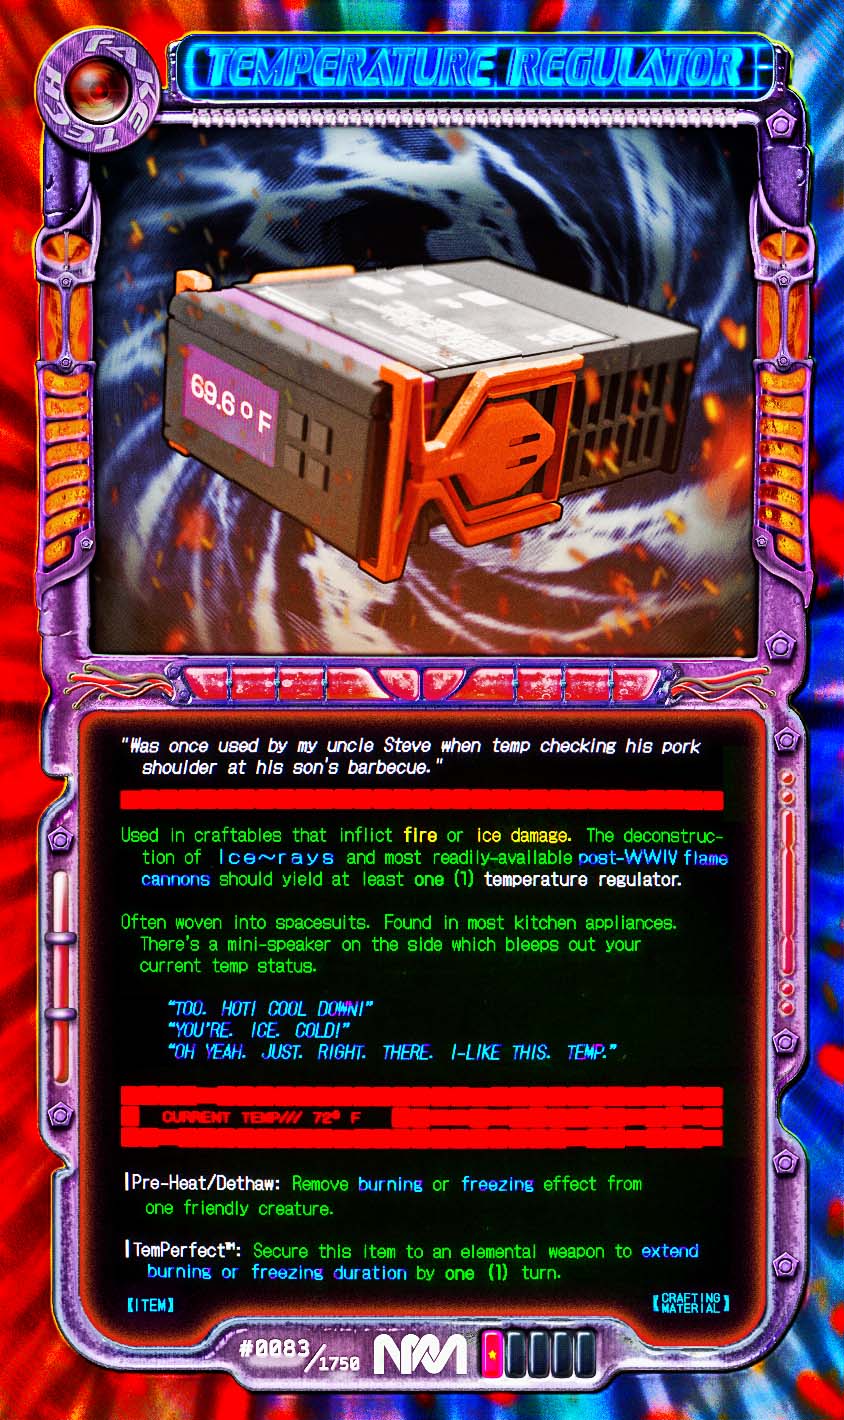 FAKE TECH
TEMPERATURE REGULATOR
69.6 O F
"Was once used by my uncle Steve when temp checking his pork
shoulder at his son's barbecue."
Used in craftables that inflict fire or ice damage. The deconstruc-
tion of Ice~rays and most readily-available post-WWIV flame
cannons should yield at least one (1) temperature regulator.
Often woven into spacesuits. Found in most kitchen appliances.
There's a mini-speaker on the side which bleeps out your
current temp status.
"TOO. HOT! COOL DOWN!"
"YOU'RE. ICE. COLD!"
"OH YEAH. JUST. RIGHT. THERE. I-LIKE THIS. TEMP."
CURRENT TEMP/// 72° F
|Pre-Heat/Dethaw: Remove burning or freezing effect from
one friendly creature.
|TemPerfect™: Secure this item to an elemental weapon to extend
burning or freezing duration by one (1) turn.
【ITEM】
【CRAFTING
MATERIAL】
#0083/1750